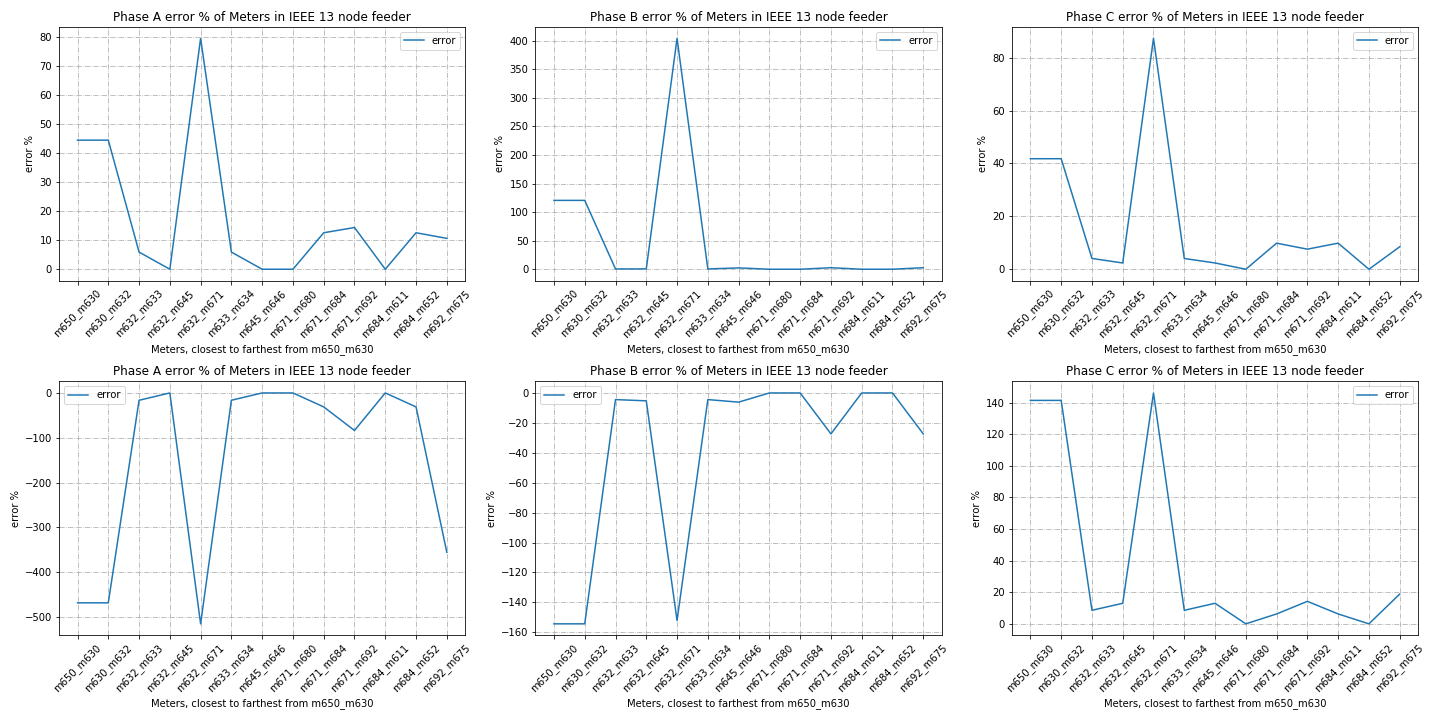 Phase A error % of Meters in IEEE 13 node feeder
error
80
70
60
50
40
30
20
10
0
error %
m650_m630
m630_m632
m632_m633
m632_m645
m632_m671
m633_m634
m645_m646
m671_m680
m671_m684
m671_m692
m684_m611
m684_m652
m692_m675
Meters, closest to farthest from m650_m630
Phase B error % of Meters in IEEE 13 node feeder
error
400
350
300
250
200
150
100
50
0
error %
m650_m630
m630_m632
m632_m633
m632_m645
m632_m671
m633_m634
m645_m646
m671_m680
m671_m684
m671_m692
m684_m611
m684_m652
m692_m675
Meters, closest to farthest from m650_m630
Phase C error % of Meters in IEEE 13 node feeder
error
80
60
40
20
0
error %
m650_m630
m630_m632
m632_m633
m632_m645
m632_m671
m633_m634
m645_m646
m671_m680
m671_m684
m671_m692
m684_m611
m684_m652
m692_m675
Meters, closest to farthest from m650_m630
Phase A error % of Meters in IEEE 13 node feeder
error
0
−100
−200
−300
−400
−500
error %
m650_m630
m630_m632
m632_m633
m632_m645
m632_m671
m633_m634
m645_m646
m671_m680
m671_m684
m671_m692
m684_m611
m684_m652
m692_m675
Meters, closest to farthest from m650_m630
Phase B error % of Meters in IEEE 13 node feeder
error
0
−20
−40
−60
−80
−100
−120
−140
−160
error %
m650_m630
m630_m632
m632_m633
m632_m645
m632_m671
m633_m634
m645_m646
m671_m680
m671_m684
m671_m692
m684_m611
m684_m652
m692_m675
Meters, closest to farthest from m650_m630
Phase C error % of Meters in IEEE 13 node feeder
error
140
120
100
80
60
40
20
0
error %
m650_m630
m630_m632
m632_m633
m632_m645
m632_m671
m633_m634
m645_m646
m671_m680
m671_m684
m671_m692
m684_m611
m684_m652
m692_m675
Meters, closest to farthest from m650_m630